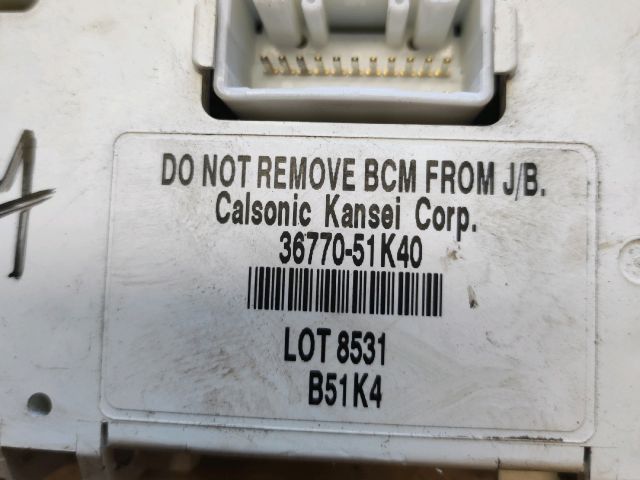 DO NOT REMOVE BCM FROM J/B.
Calsonic Kansei Corp.
36770-51K40
LOT 8531
B51K4